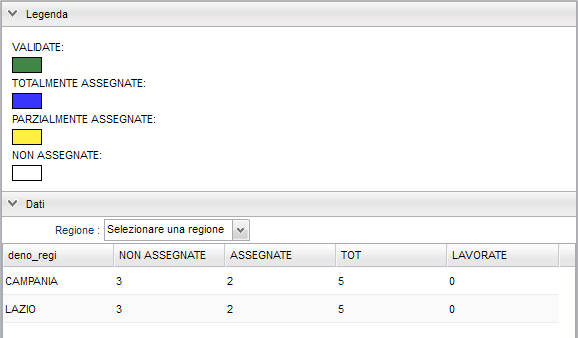 Legenda
VALIDATE:
TOTALMENTE ASSEGNATE:
PARZIALMENTE ASSEGNATE:
NON ASSEGNATE:
Dati
Regione : Selezionare una regione
deno_regi NON ASSEGNATE ASSEGNATE TOT LAVORATE
CAMPANIA 3 2 5 0
LAZIO 3 2 5 0